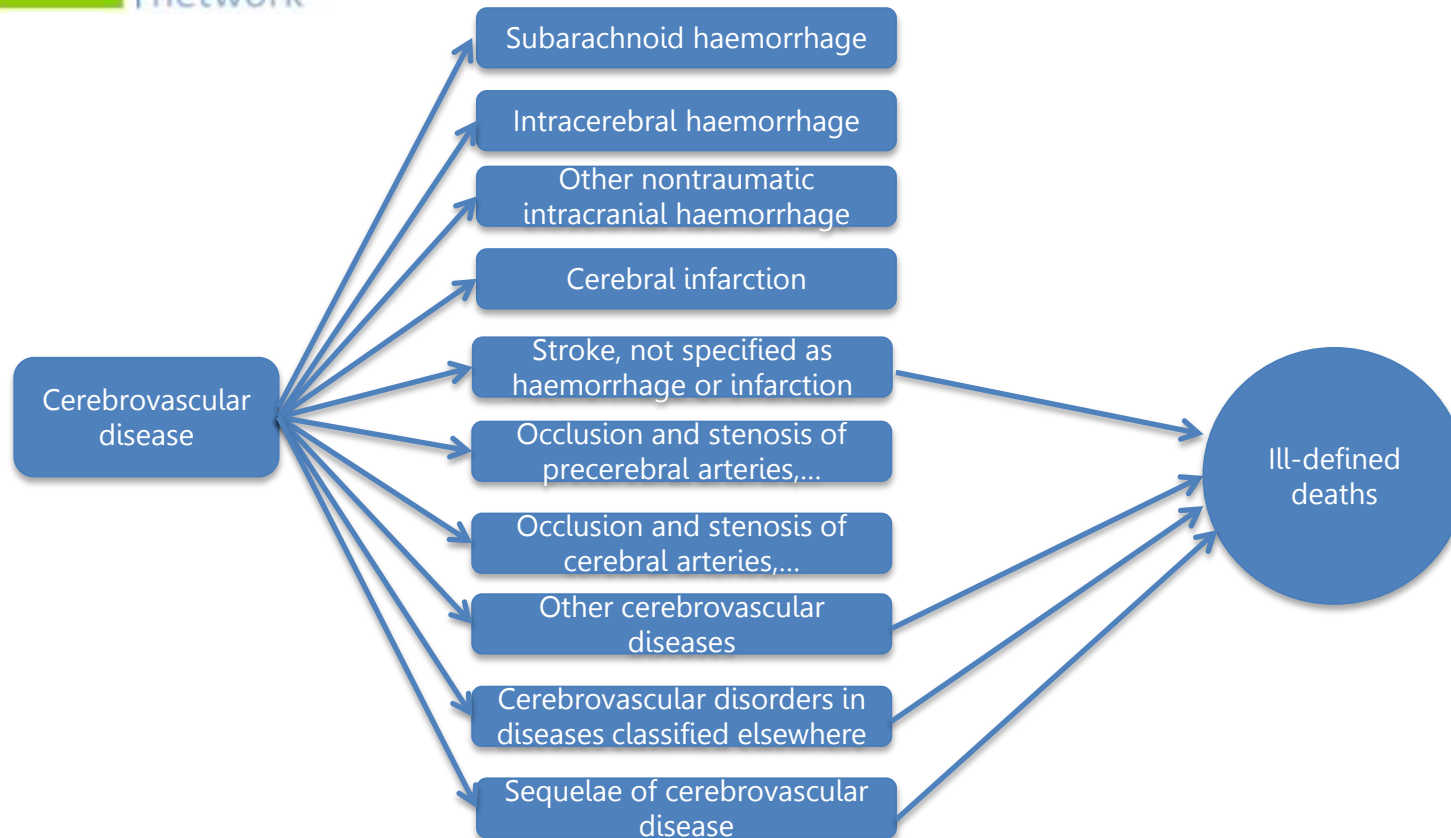 network
Subarachnoid haemorrhage
Intracerebral haemorrhage
Other nontraumatic
intracranial haemorrhage
Cerebral infarction
Stroke, not specified as
haemorrhage or infarction
Cerebrovascular
disease
Occlusion and stenosis of
precerebral arteries,...
Occlusion and stenosis of
cerebral arteries,...
Other cerebrovascular
diseases
Cerebrovascular disorders in
diseases classified elsewhere
Sequelae of cerebrovascular
disease
Ill-defined
deaths